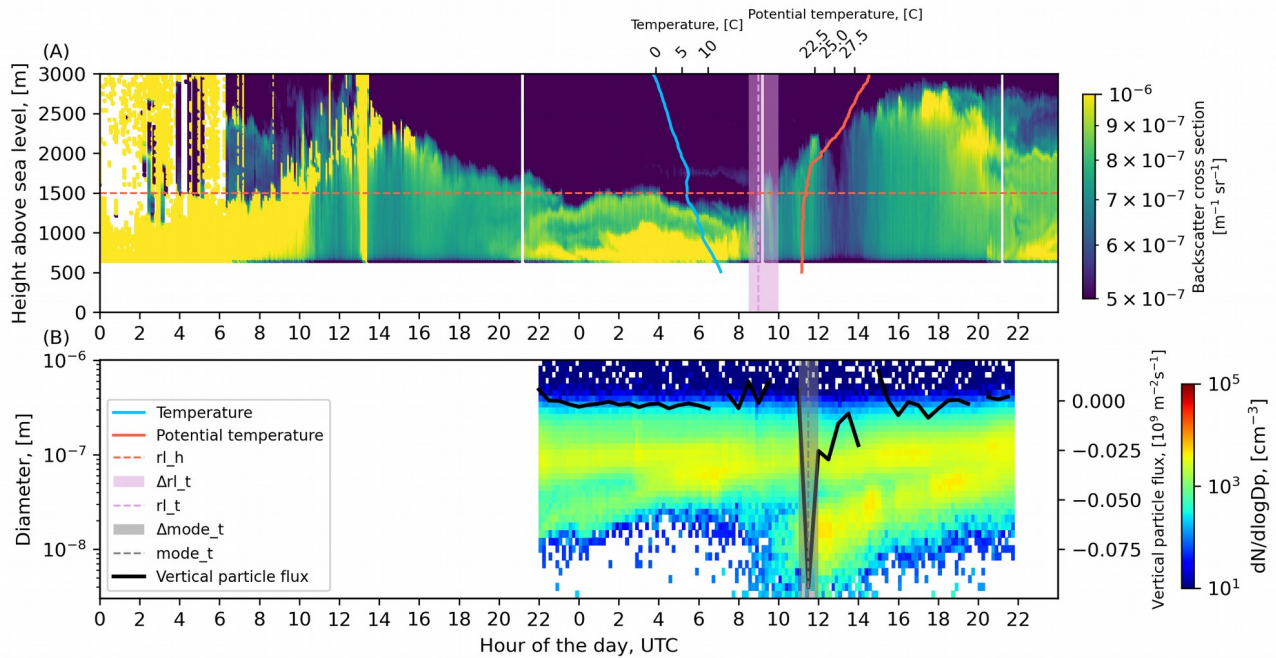 Potential temperature, [C]
Temperature, [C]
0 5 10 22.5 25.0 27.5
(A)
Height above sea level, [m]
3000
2500
2000
1500
1000
500
0
0 2 4 6 8 10 12 14 16 18 20 22 0 2 4 6 8 10 12 14 16 18 20 22
10⁻⁶
9 × 10⁻⁷
8 × 10⁻⁷
7 × 10⁻⁷
6 × 10⁻⁷
5 × 10⁻⁷
Backscatter cross section
[m⁻¹ sr⁻¹]
(B)
Diameter, [m]
10⁻⁶
10⁻⁷
10⁻⁸
Temperature
Potential temperature
rl_h
Δrl_t
rl_t
Δmode_t
mode_t
Vertical particle flux
0.000
−0.025
−0.050
−0.075
Vertical particle flux, [10⁹ m⁻²s⁻¹]
10⁵
10³
10¹
dN/dlogDp, [cm⁻³]
0 2 4 6 8 10 12 14 16 18 20 22 0 2 4 6 8 10 12 14 16 18 20 22
Hour of the day, UTC